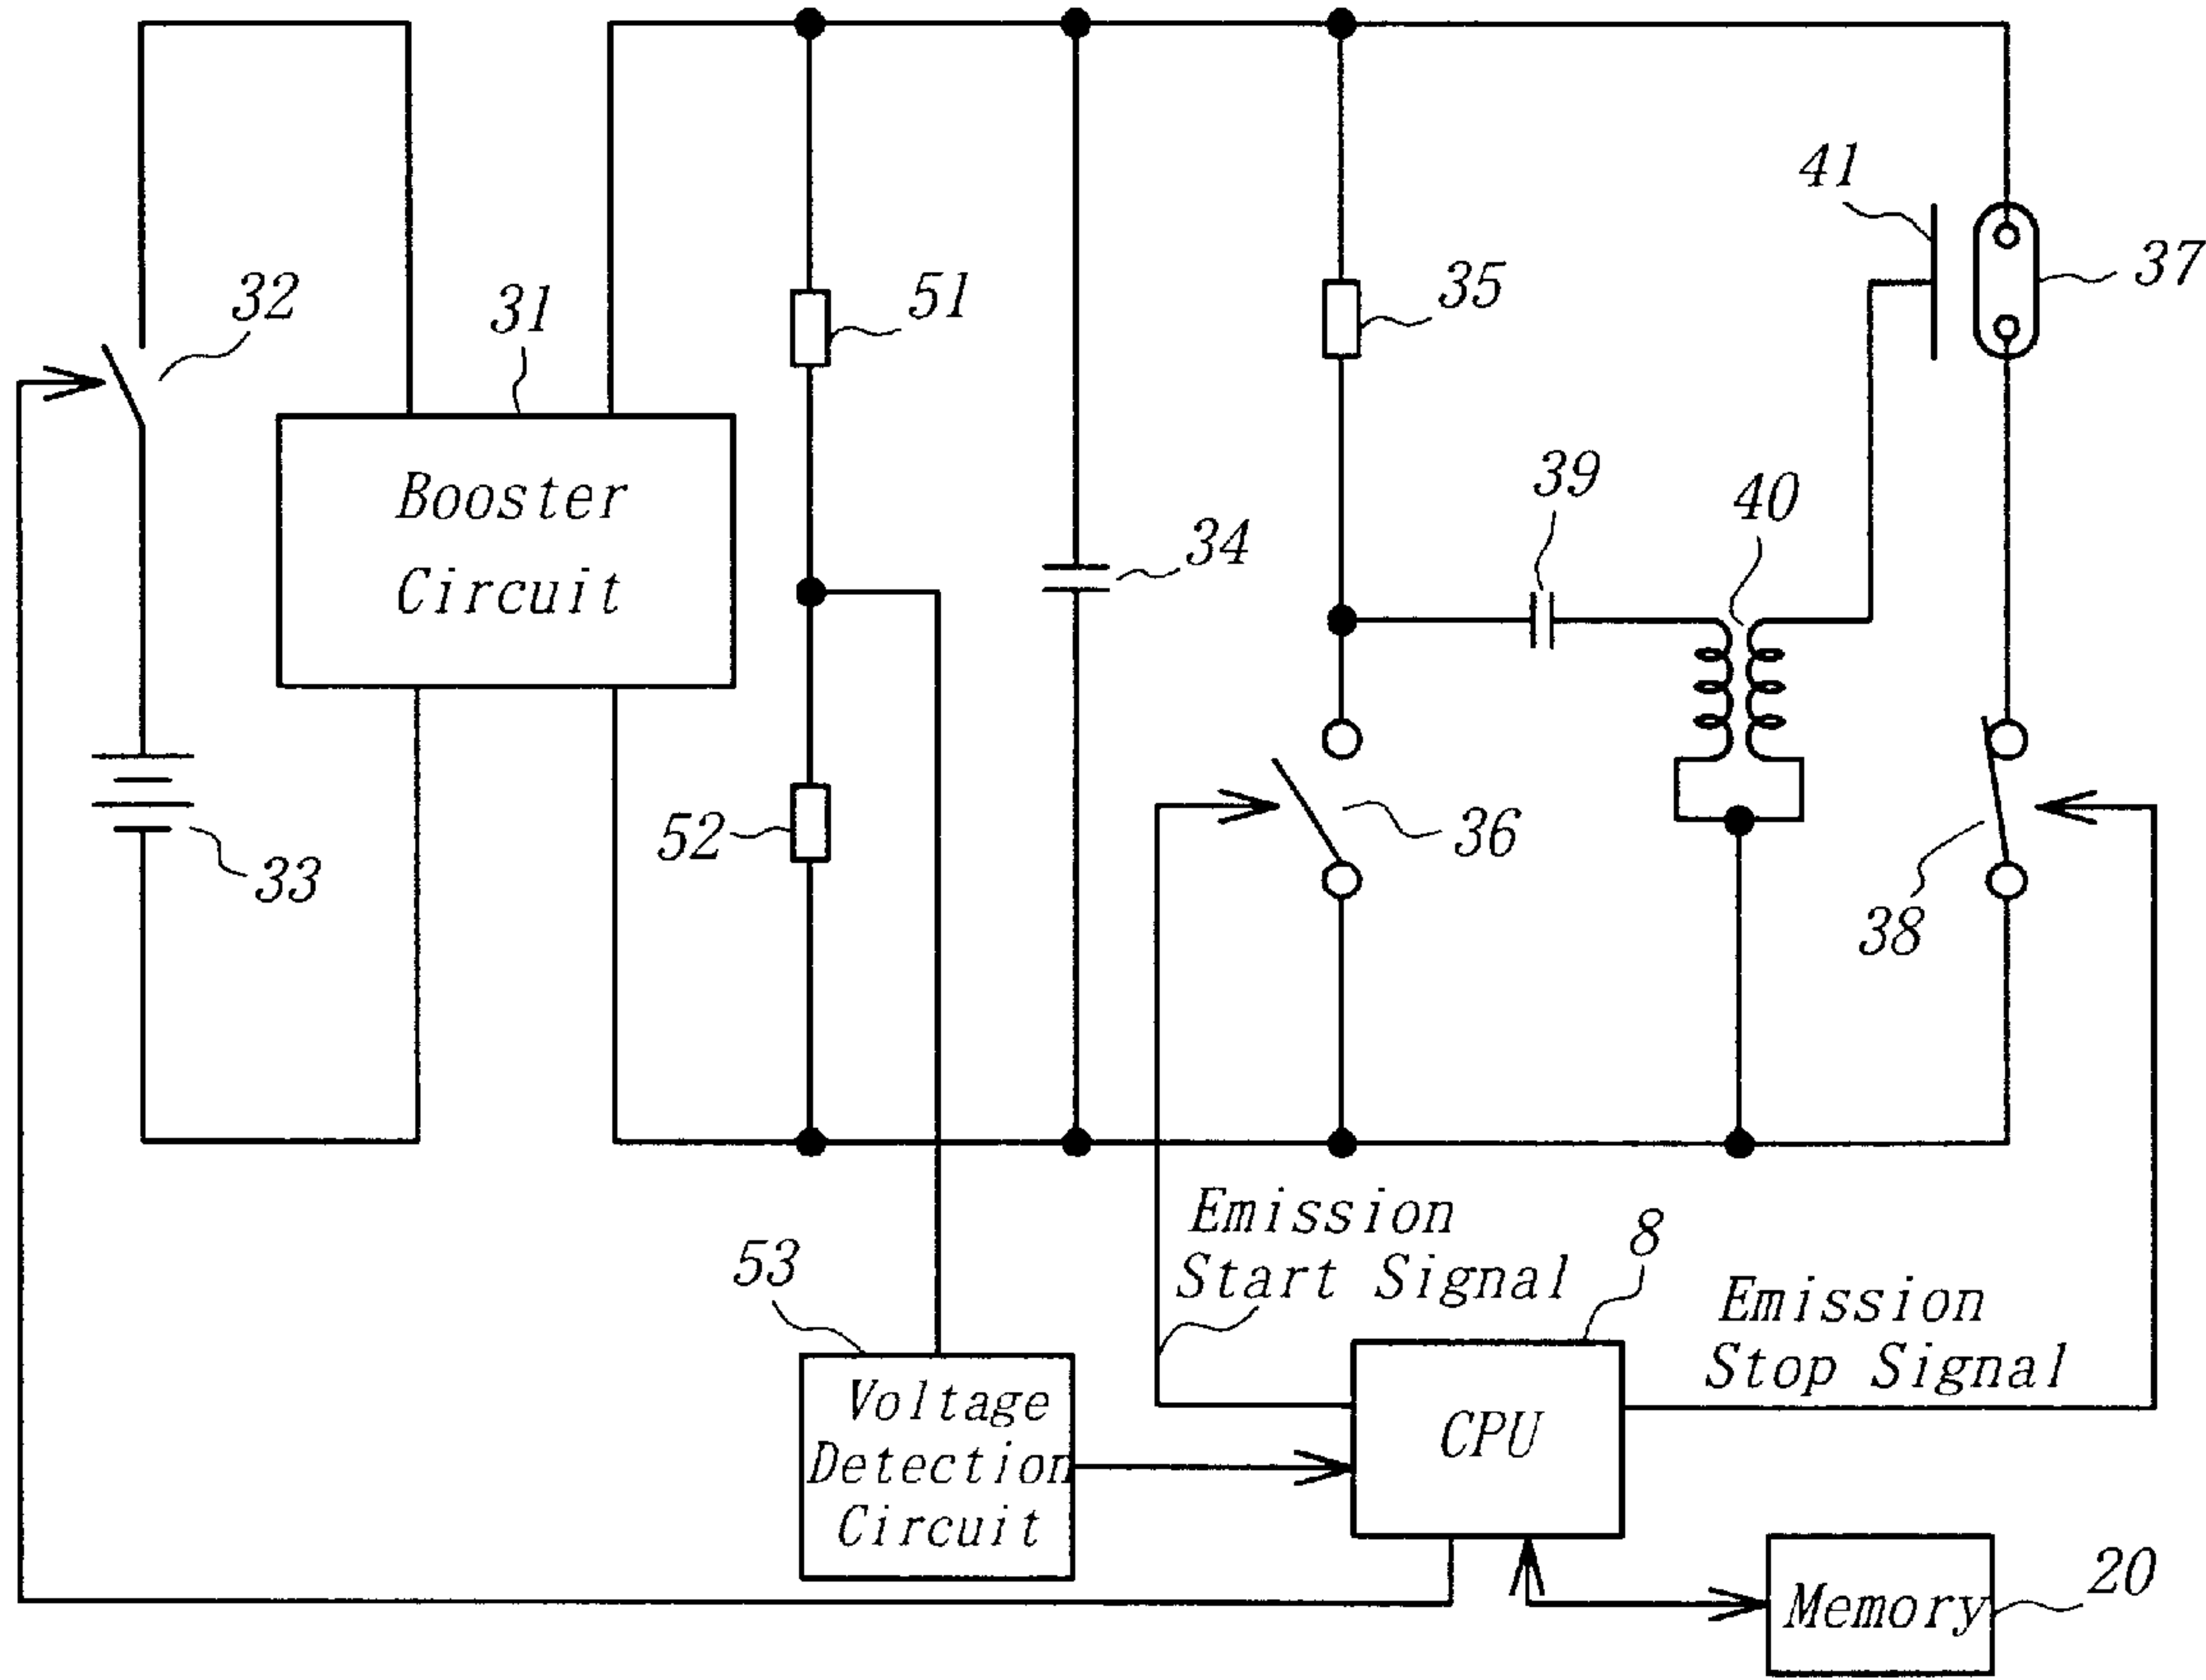 41
37
32
31
51
35
Booster
Circuit
39
40
34
52
36
33
38
Emission
Start Signal
53
8
Emission
Stop Signal
Voltage
Detection
Circuit
CPU
Memory
20